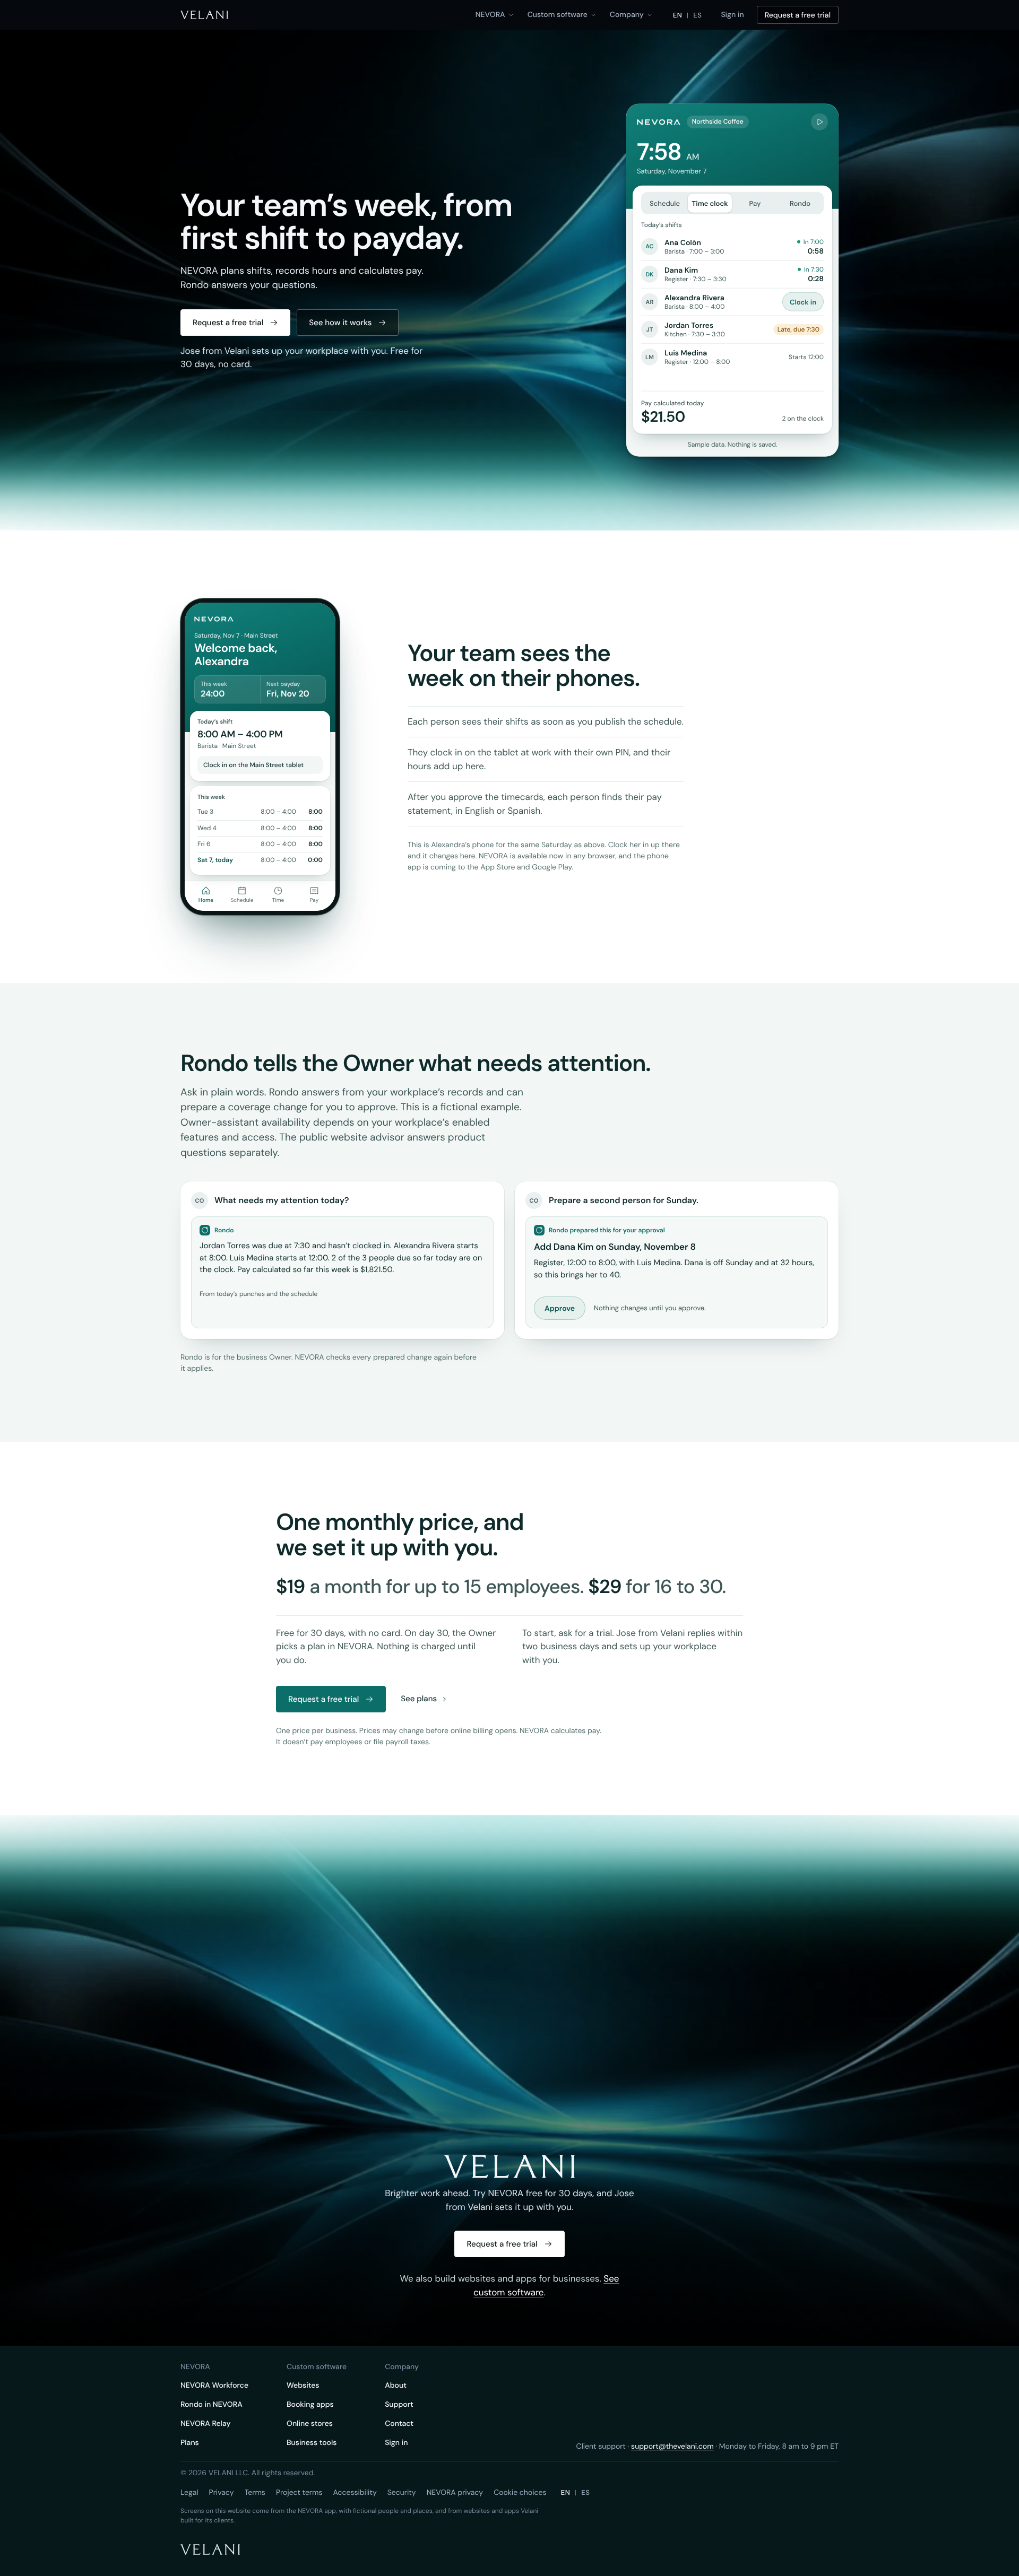 VELANI
NEVORA
Custom software
Company
EN | ES
Sign in
Request a free trial
Your team’s week, from
first shift to payday.
NEVORA plans shifts, records hours and calculates pay.
Rondo answers your questions.
Request a free trial
See how it works
Jose from Velani sets up your workplace with you. Free for
30 days, no card.
NEVORA
Northside Coffee
7:58 AM
Saturday, November 7
Schedule
Time clock
Pay
Rondo
Today’s shifts
AC
Ana Colón
Barista · 7:00 – 3:00
In 7:00
0:58
DK
Dana Kim
Register · 7:30 – 3:30
In 7:30
0:28
AR
Alexandra Rivera
Barista · 8:00 – 4:00
Clock in
JT
Jordan Torres
Kitchen · 7:30 – 3:30
Late, due 7:30
LM
Luis Medina
Register · 12:00 – 8:00
Starts 12:00
Pay calculated today
$21.50
2 on the clock
Sample data. Nothing is saved.
NEVORA
Saturday, Nov 7 · Main Street
Welcome back,
Alexandra
This week
24:00
Next payday
Fri, Nov 20
Today’s shift
8:00 AM – 4:00 PM
Barista · Main Street
Clock in on the Main Street tablet
This week
Tue 3 8:00 – 4:00 8:00
Wed 4 8:00 – 4:00 8:00
Fri 6 8:00 – 4:00 8:00
Sat 7, today 8:00 – 4:00 0:00
Home
Schedule
Time
Pay
Your team sees the
week on their phones.
Each person sees their shifts as soon as you publish the schedule.
They clock in on the tablet at work with their own PIN, and their
hours add up here.
After you approve the timecards, each person finds their pay
statement, in English or Spanish.
This is Alexandra’s phone for the same Saturday as above. Clock her in up there
and it changes here. NEVORA is available now in any browser, and the phone
app is coming to the App Store and Google Play.
Rondo tells the Owner what needs attention.
Ask in plain words. Rondo answers from your workplace’s records and can
prepare a coverage change for you to approve. This is a fictional example.
Owner-assistant availability depends on your workplace’s enabled
features and access. The public website advisor answers product
questions separately.
CO
What needs my attention today?
Rondo
Jordan Torres was due at 7:30 and hasn’t clocked in. Alexandra Rivera starts
at 8:00. Luis Medina starts at 12:00. 2 of the 3 people due so far today are on
the clock. Pay calculated so far this week is $1,821.50.
From today’s punches and the schedule
CO
Prepare a second person for Sunday.
Rondo prepared this for your approval
Add Dana Kim on Sunday, November 8
Register, 12:00 to 8:00, with Luis Medina. Dana is off Sunday and at 32 hours,
so this brings her to 40.
Approve
Nothing changes until you approve.
Rondo is for the business Owner. NEVORA checks every prepared change again before
it applies.
One monthly price, and
we set it up with you.
$19 a month for up to 15 employees. $29 for 16 to 30.
Free for 30 days, with no card. On day 30, the Owner
picks a plan in NEVORA. Nothing is charged until
you do.
To start, ask for a trial. Jose from Velani replies within
two business days and sets up your workplace
with you.
Request a free trial
See plans
One price per business. Prices may change before online billing opens. NEVORA calculates pay.
It doesn’t pay employees or file payroll taxes.
VELANI
Brighter work ahead. Try NEVORA free for 30 days, and Jose
from Velani sets it up with you.
Request a free trial
We also build websites and apps for businesses. See
custom software.
NEVORA
NEVORA Workforce
Rondo in NEVORA
NEVORA Relay
Plans
Custom software
Websites
Booking apps
Online stores
Business tools
Company
About
Support
Contact
Sign in
Client support · support@thevelani.com · Monday to Friday, 8 am to 9 pm ET
© 2026 VELANI LLC. All rights reserved.
Legal Privacy Terms Project terms Accessibility Security NEVORA privacy Cookie choices EN | ES
Screens on this website come from the NEVORA app, with fictional people and places, and from websites and apps Velani
built for its clients.
VELANI